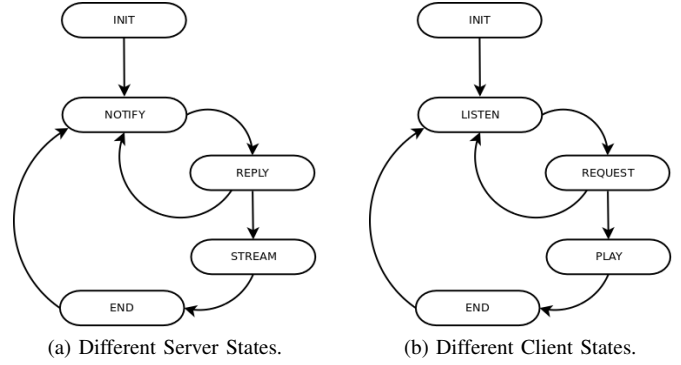 INIT
NOTIFY
REPLY
STREAM
END
(a) Different Server States.
INIT
LISTEN
REQUEST
PLAY
END
(b) Different Client States.